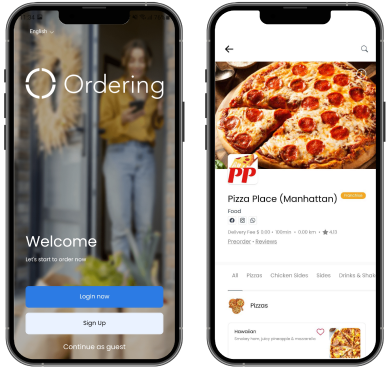 English
Ordering
Welcome
Let's start to order now
Login now
Sign Up
Continue as guest
PP
Pizza Place (Manhattan)
Food
Delivery Fee $ 0.00 • 100min • 0.00 km • ★ 4.13
Preorder • Reviews
All Pizzas Chicken Sides Sides Drinks & Shak
Pizzas
Hawaiian
Smokey ham, juicy pineapple & mozzarella